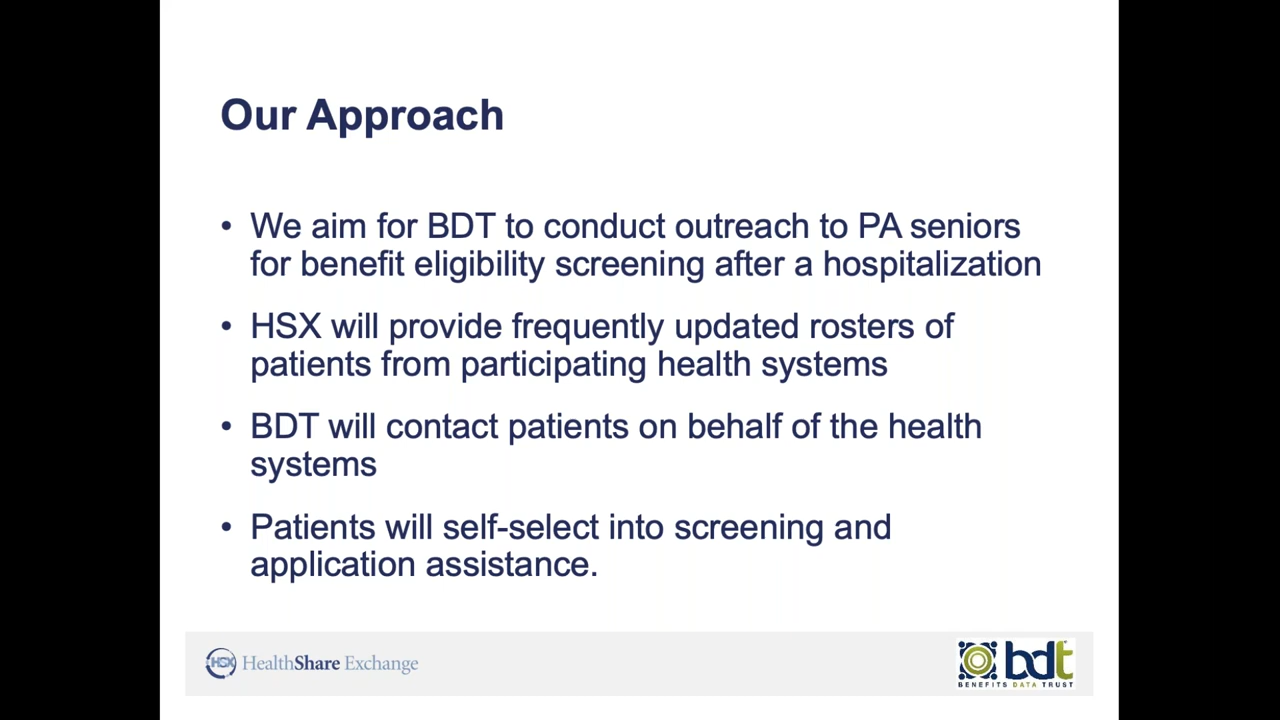 Our Approach
• We aim for BDT to conduct outreach to PA seniors
for benefit eligibility screening after a hospitalization
• HSX will provide frequently updated rosters of
patients from participating health systems
• BDT will contact patients on behalf of the health
systems
• Patients will self-select into screening and
application assistance.
HSX HealthShare Exchange
bdt
BENEFITS DATA TRUST